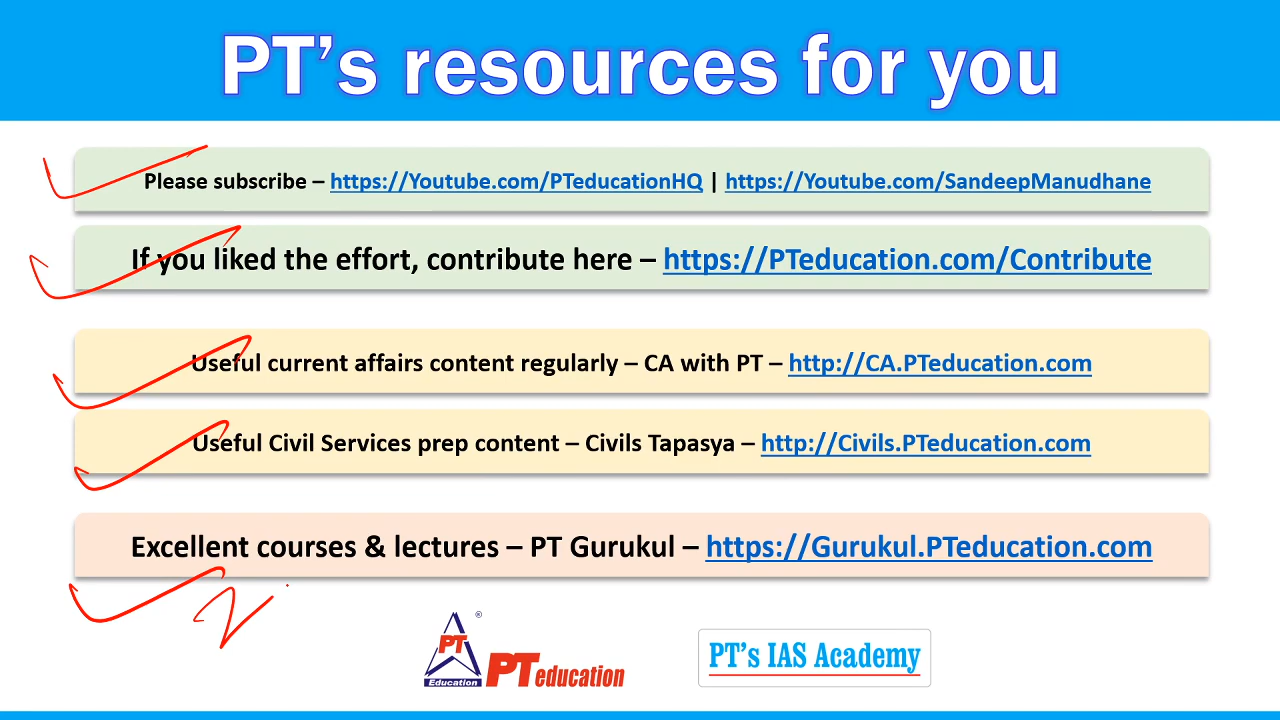 PT's resources for you
Please subscribe – https://Youtube.com/PTeducationHQ | https://Youtube.com/SandeepManudhane
If you liked the effort, contribute here – https://PTeducation.com/Contribute
Useful current affairs content regularly – CA with PT – http://CA.PTeducation.com
Useful Civil Services prep content – Civils Tapasya – http://Civils.PTeducation.com
Excellent courses & lectures – PT Gurukul – https://Gurukul.PTeducation.com
PT ®
Education
PT education
PT's IAS Academy